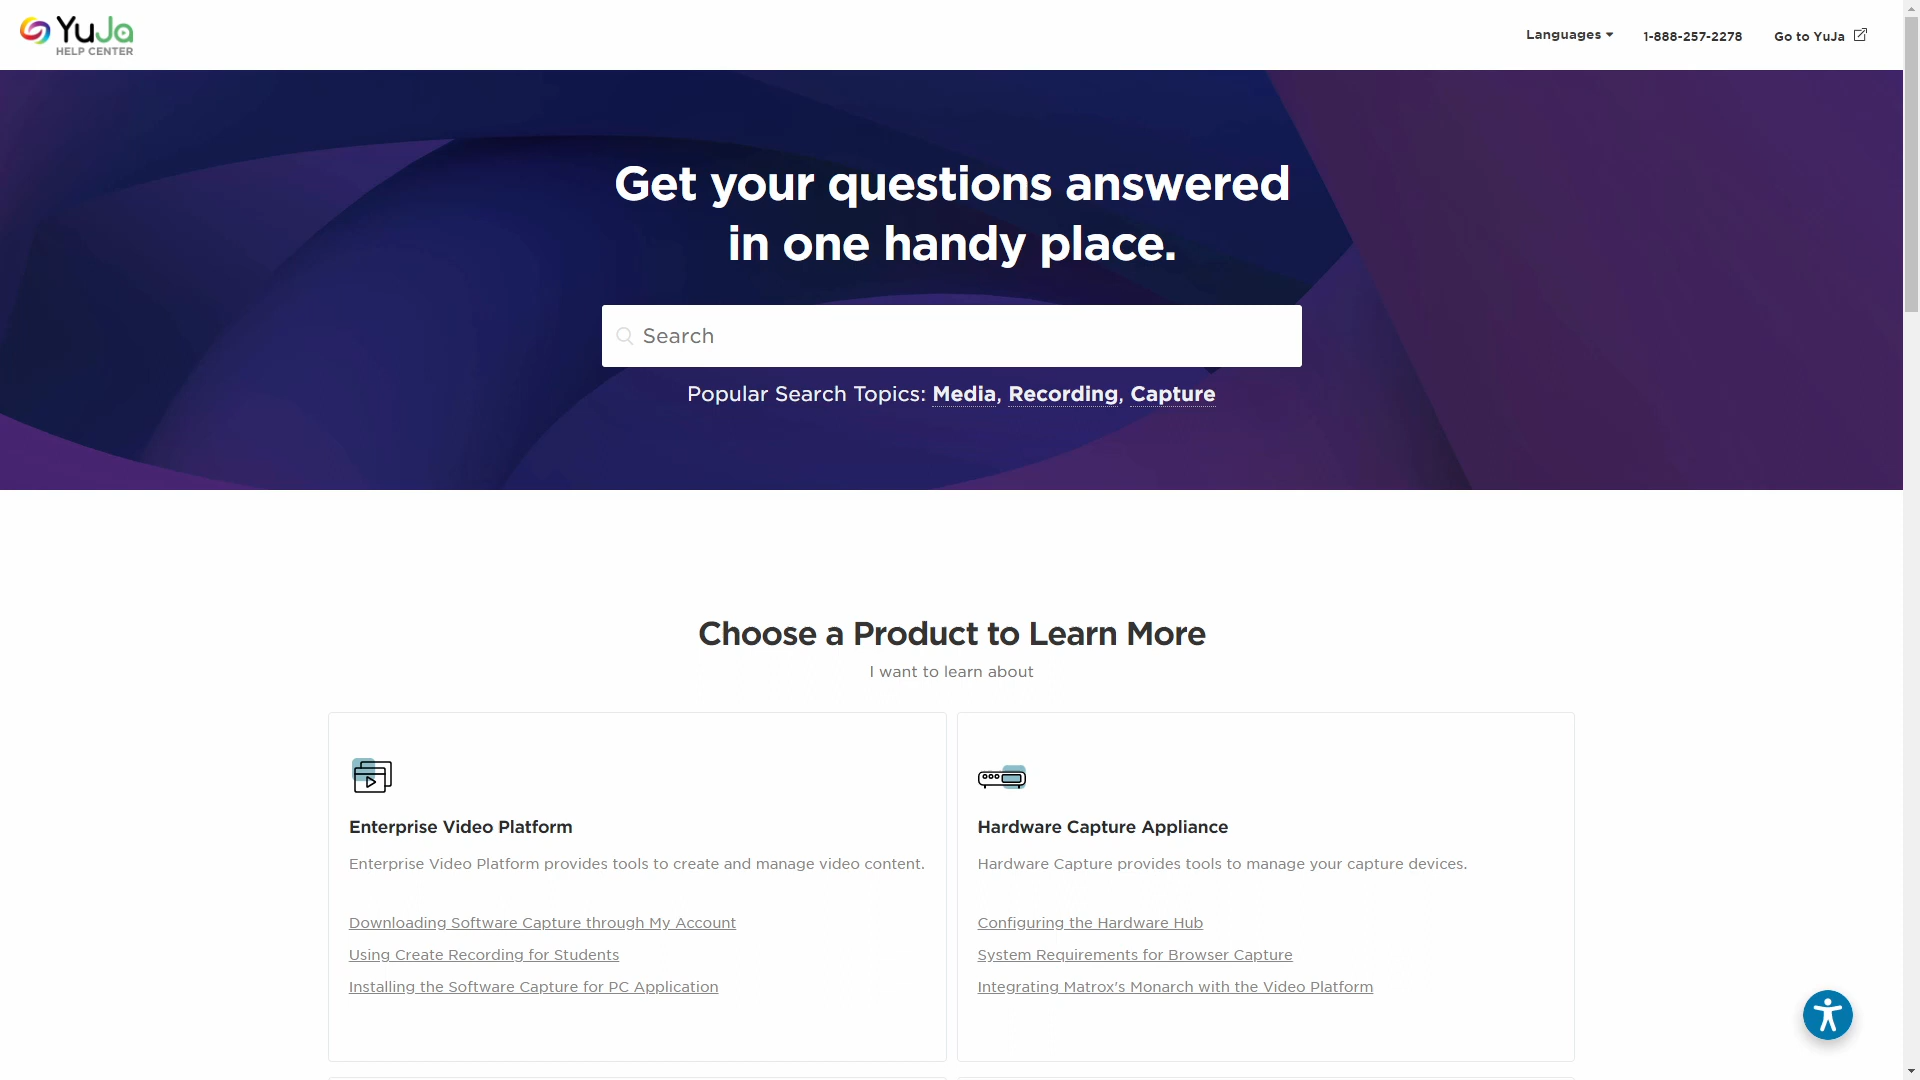 YuJa
HELP CENTER
Languages
1-888-257-2278
Go to YuJa
Get your questions answered
in one handy place.
Search
Popular Search Topics: Media, Recording, Capture
Choose a Product to Learn More
I want to learn about
Enterprise Video Platform
Enterprise Video Platform provides tools to create and manage video content.
Downloading Software Capture through My Account
Using Create Recording for Students
Installing the Software Capture for PC Application
Hardware Capture Appliance
Hardware Capture provides tools to manage your capture devices.
Configuring the Hardware Hub
System Requirements for Browser Capture
Integrating Matrox's Monarch with the Video Platform